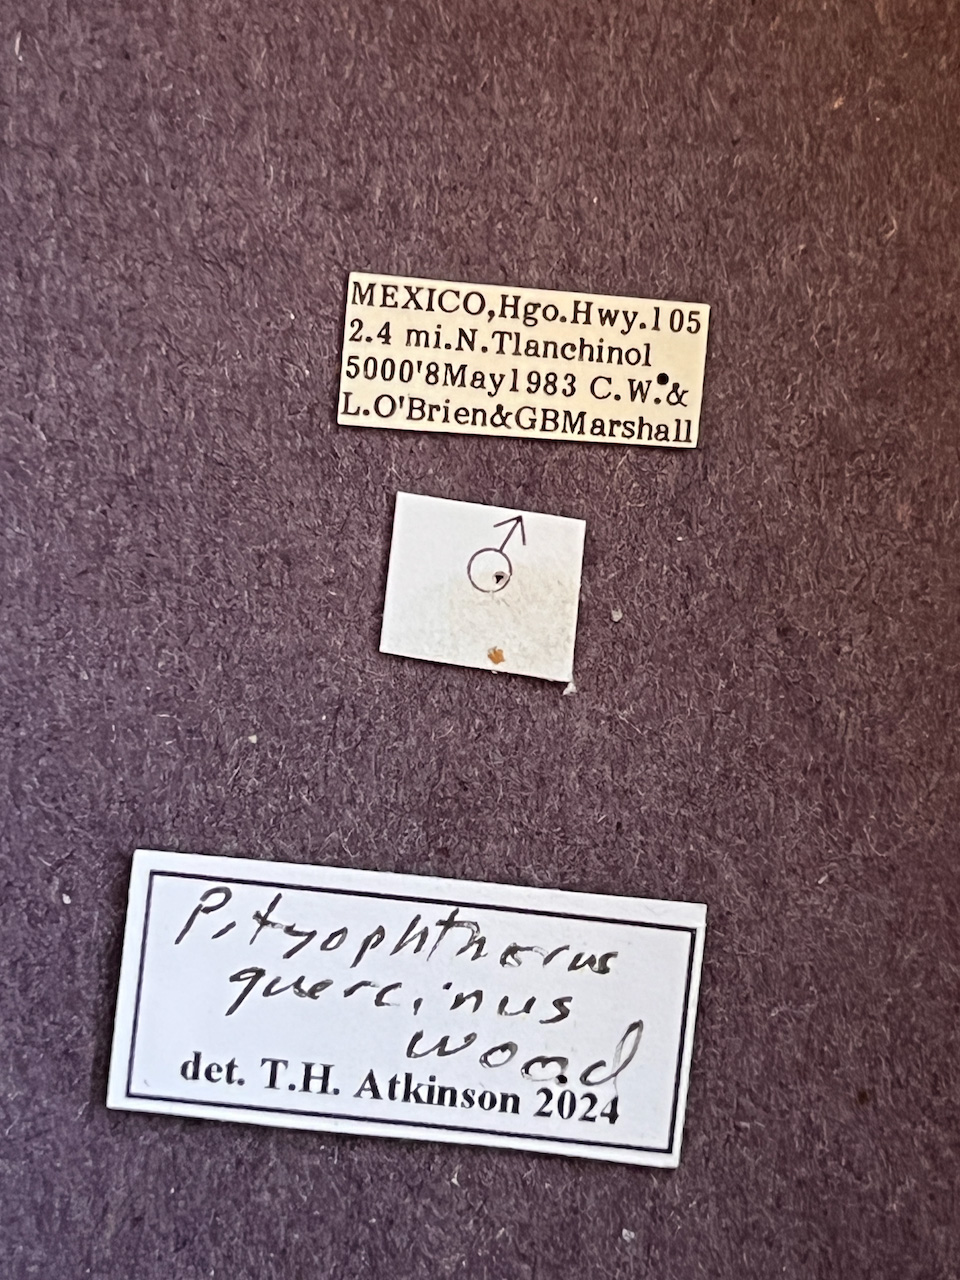 MEXICO,Hgo.Hwy.105
2.4 mi.N.Tlanchinol
5000'8May1983 C.W.&
L.O'Brien&GBMarshall
♂
Pityophthorus
quercinus
Wood
det. T.H. Atkinson 2024